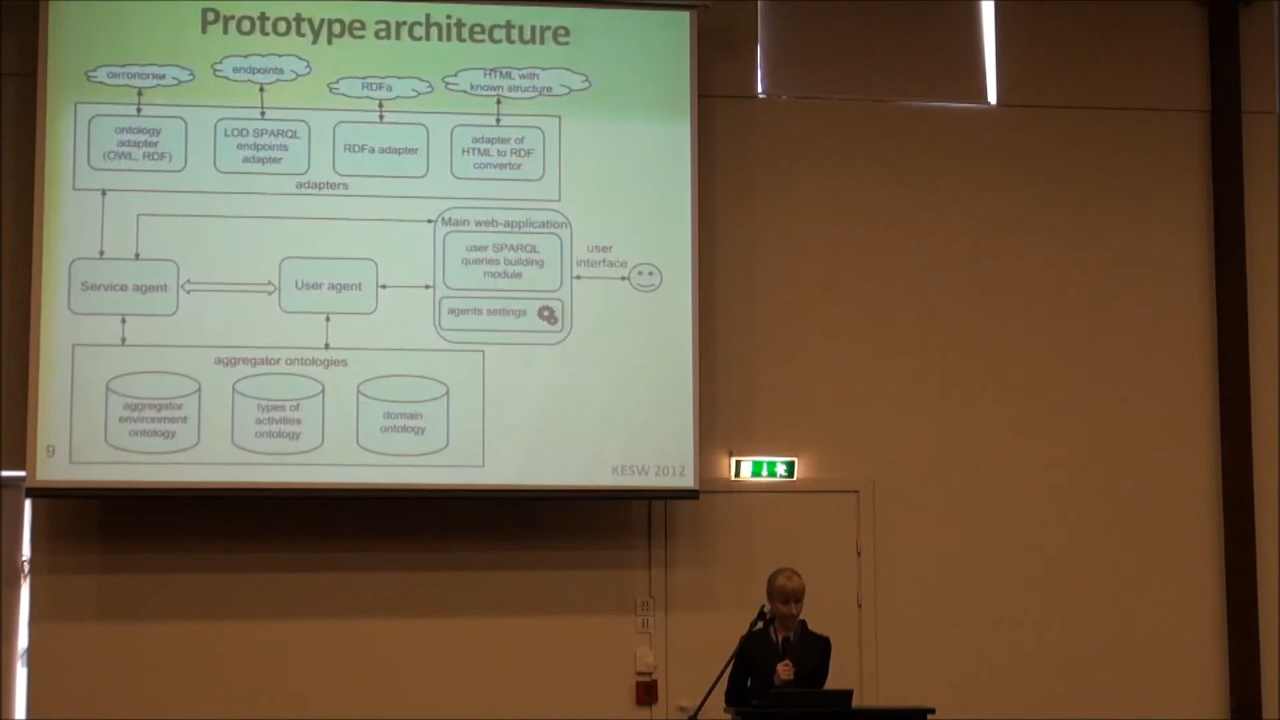 Prototype architecture
онтологии
endpoints
RDFa
HTML with
known structure
ontology
adapter
(OWL, RDF)
LOD SPARQL
endpoints
adapter
RDFa adapter
adapter of
HTML to RDF
convertor
adapters
Main web-application
user SPARQL
queries building
module
agents settings
user
interface
Service agent
User agent
aggregator ontologies
aggregator
environment
ontology
types of
activities
ontology
domain
ontology
9
KESW 2012